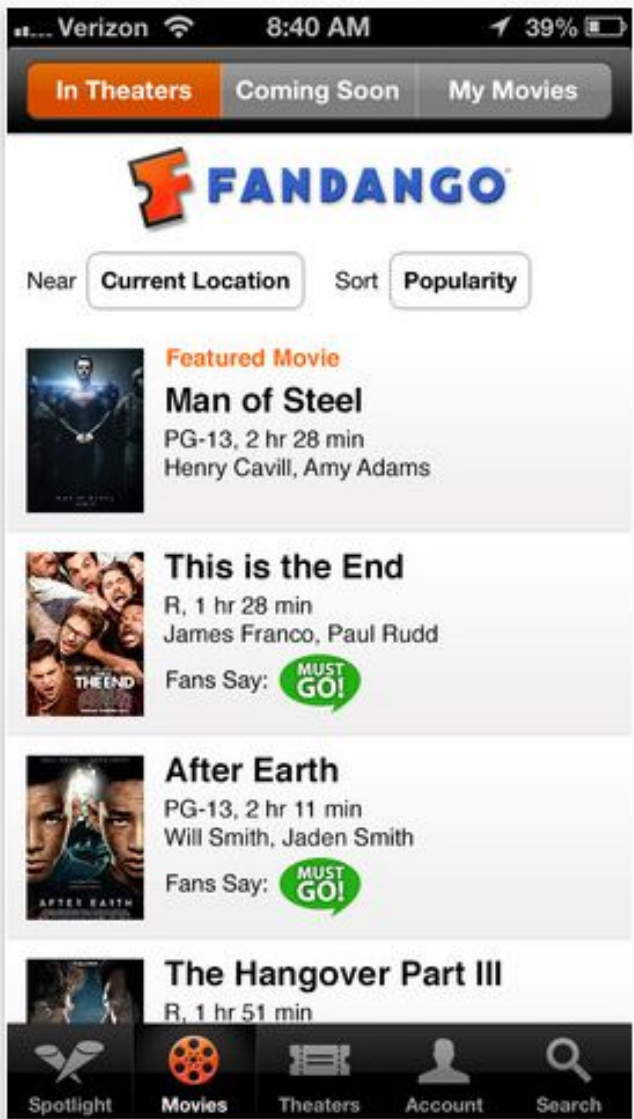 Verizon 8:40 AM 39%
In Theaters Coming Soon My Movies
FANDANGO
Near Current Location Sort Popularity
Featured Movie
Man of Steel
PG-13, 2 hr 28 min
Henry Cavill, Amy Adams
This is the End
R, 1 hr 28 min
James Franco, Paul Rudd
THE END
Fans Say: MUST GO!
After Earth
PG-13, 2 hr 11 min
Will Smith, Jaden Smith
Fans Say: MUST GO!
AFTER EARTH
The Hangover Part III
R, 1 hr 51 min
Spotlight Movies Theaters Account Search